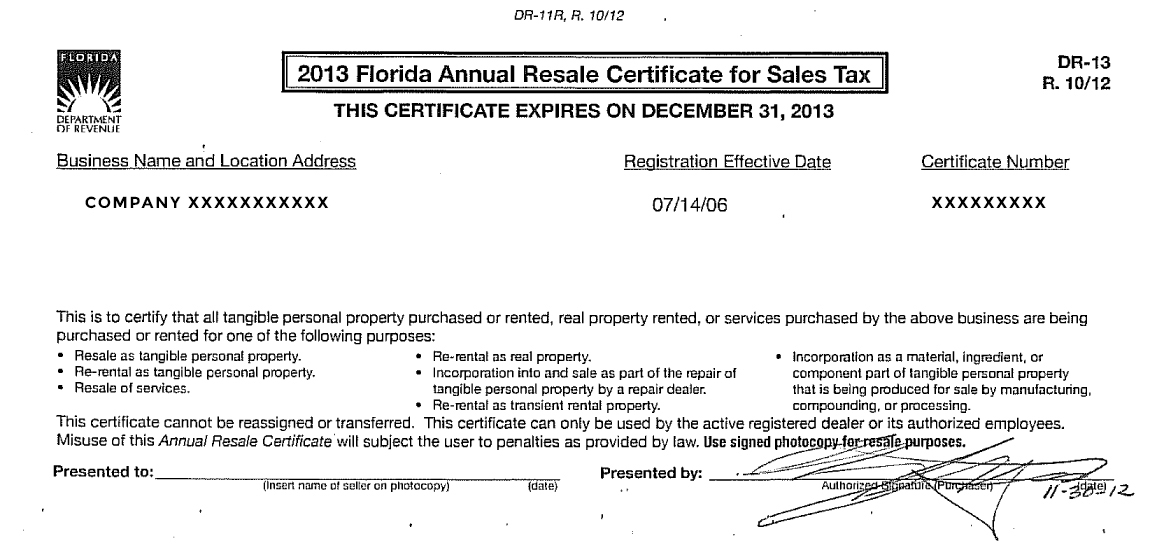 DR-11R, R. 10/12
FLORIDA
DEPARTMENT
OF REVENUE
2013 Florida Annual Resale Certificate for Sales Tax
DR-13
R. 10/12
THIS CERTIFICATE EXPIRES ON DECEMBER 31, 2013
Business Name and Location Address
Registration Effective Date
Certificate Number
COMPANY XXXXXXXXXXX
07/14/06
XXXXXXXXX
This is to certify that all tangible personal property purchased or rented, real property rented, or services purchased by the above business are being
purchased or rented for one of the following purposes:
• Resale as tangible personal property.
• Re-rental as tangible personal property.
• Resale of services.
• Re-rental as real property.
• Incorporation into and sale as part of the repair of
tangible personal property by a repair dealer.
• Re-rental as transient rental property.
• Incorporation as a material, ingredient, or
component part of tangible personal property
that is being produced for sale by manufacturing,
compounding, or processing.
This certificate cannot be reassigned or transferred. This certificate can only be used by the active registered dealer or its authorized employees.
Misuse of this Annual Resale Certificate will subject the user to penalties as provided by law. Use signed photocopy for resale purposes.
Presented to:
(Insert name of seller on photocopy)
(date)
Presented by:
Authorized Signature (Purchaser)
(date)
11-30-12